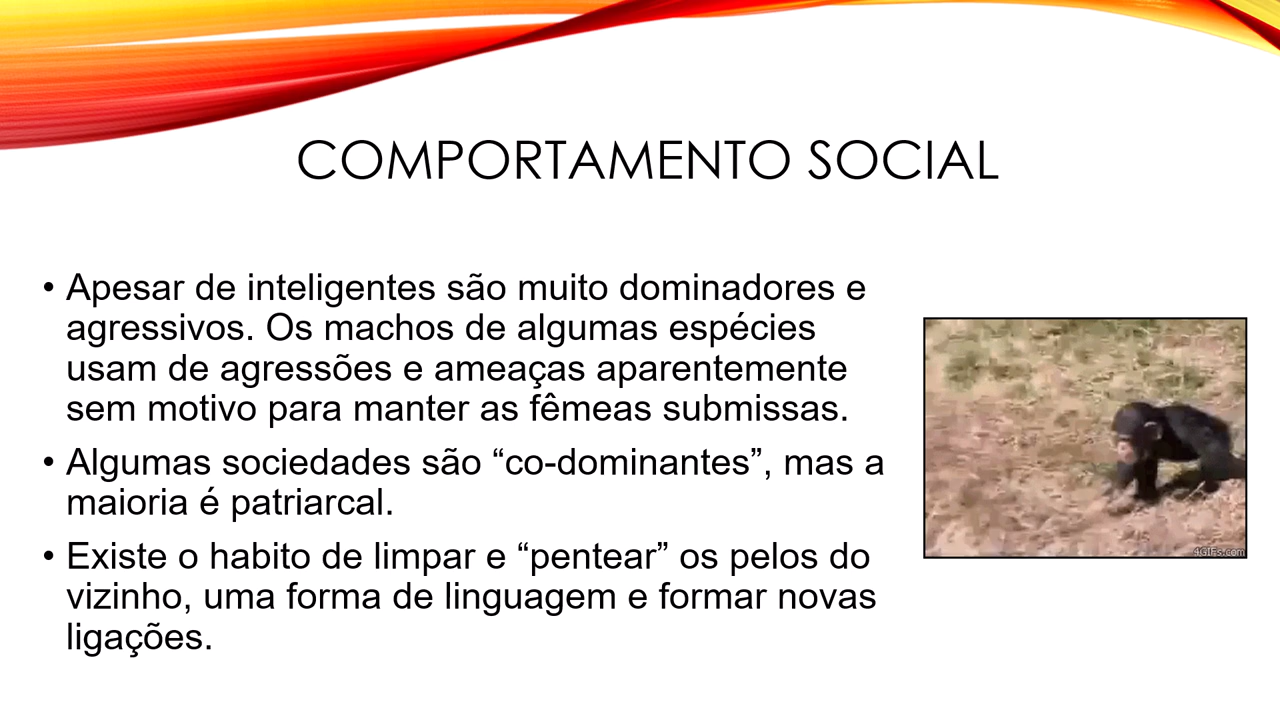 COMPORTAMENTO SOCIAL
• Apesar de inteligentes são muito dominadores e
agressivos. Os machos de algumas espécies
usam de agressões e ameaças aparentemente
sem motivo para manter as fêmeas submissas.
• Algumas sociedades são “co-dominantes”, mas a
maioria é patriarcal.
• Existe o habito de limpar e “pentear” os pelos do
vizinho, uma forma de linguagem e formar novas
ligações.
4GIFs.com